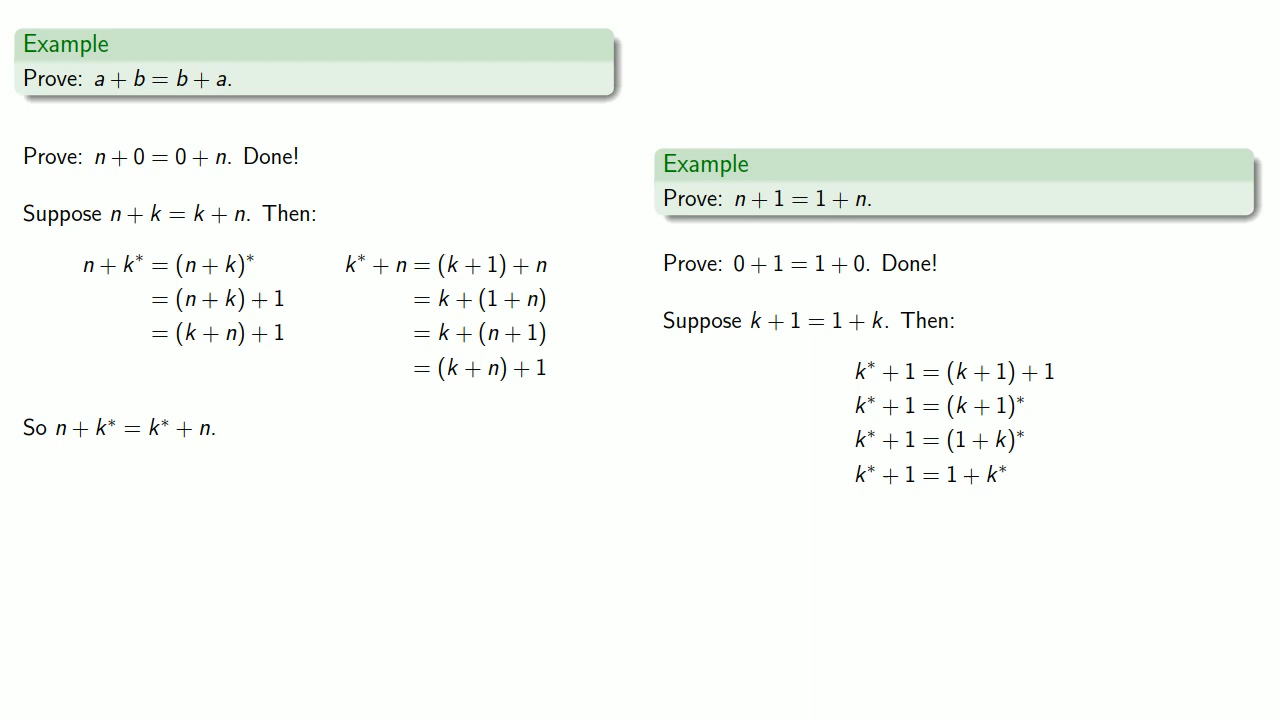 Example
Prove: a + b = b + a.
Prove: n + 0 = 0 + n. Done!
Suppose n + k = k + n. Then:
n + k* = (n + k)*
= (n + k) + 1
= (k + n) + 1
k* + n = (k + 1) + n
= k + (1 + n)
= k + (n + 1)
= (k + n) + 1
So n + k* = k* + n.
Example
Prove: n + 1 = 1 + n.
Prove: 0 + 1 = 1 + 0. Done!
Suppose k + 1 = 1 + k. Then:
k* + 1 = (k + 1) + 1
k* + 1 = (k + 1)*
k* + 1 = (1 + k)*
k* + 1 = 1 + k*